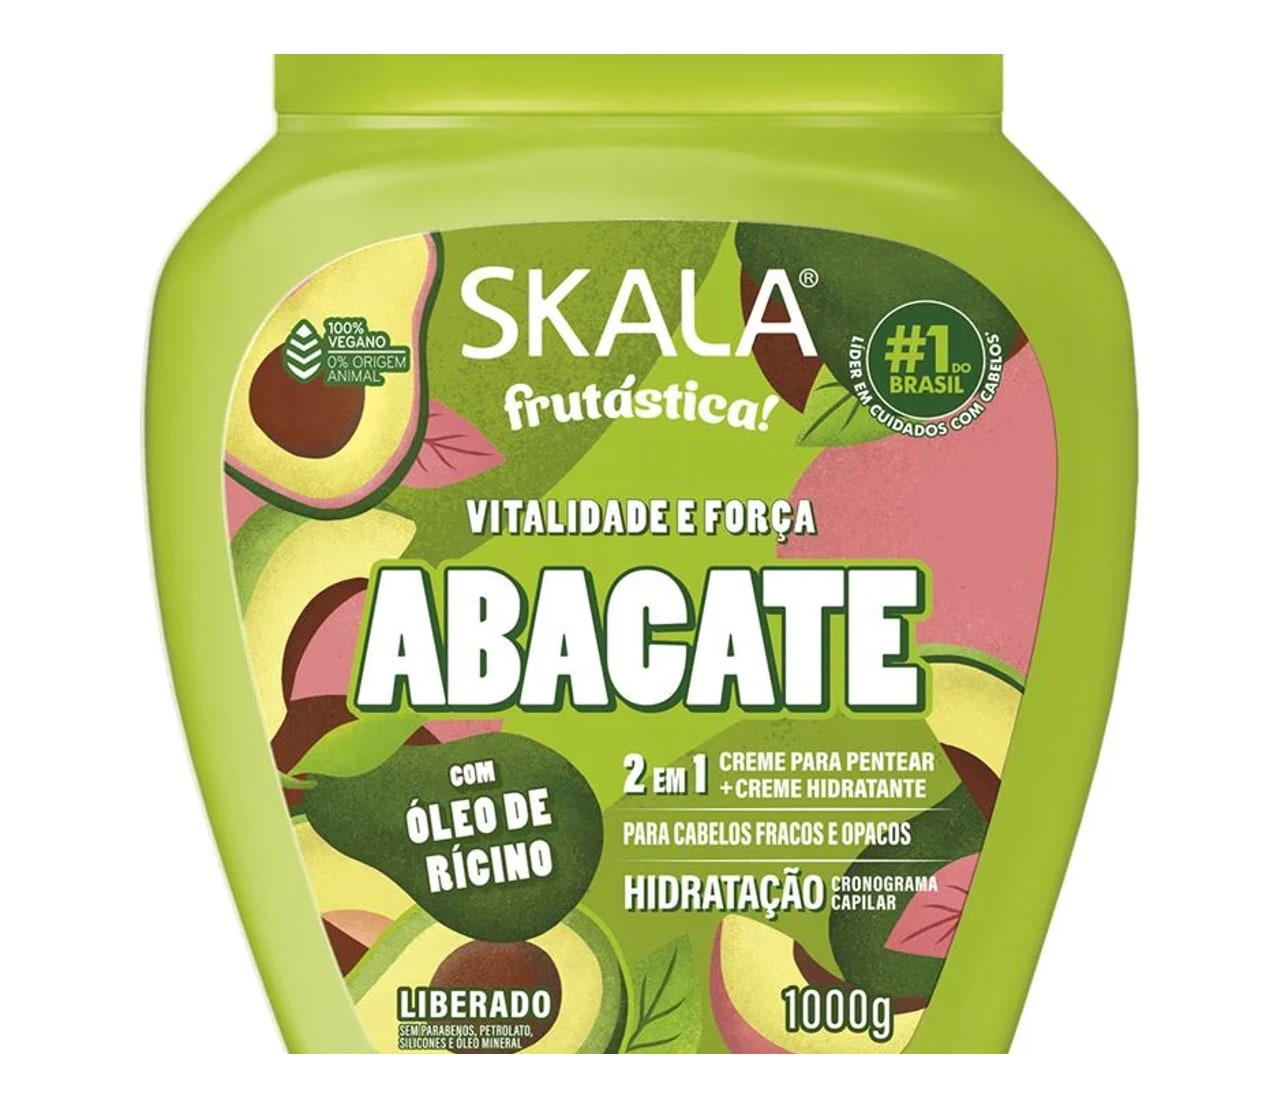 SKALA®
frutástica!
100%
VEGANO
0% ORIGEM
ANIMAL
#1 DO
BRASIL
LÍDER EM CUIDADOS COM CABELOS*
VITALIDADE E FORÇA
ABACATE
COM
ÓLEO DE
RÍCINO
2 EM 1 CREME PARA PENTEAR
+CREME HIDRATANTE
PARA CABELOS FRACOS E OPACOS
HIDRATAÇÃO CRONOGRAMA
CAPILAR
LIBERADO
SEM PARABENOS, PETROLATO,
SILICONES E ÓLEO MINERAL
1000g